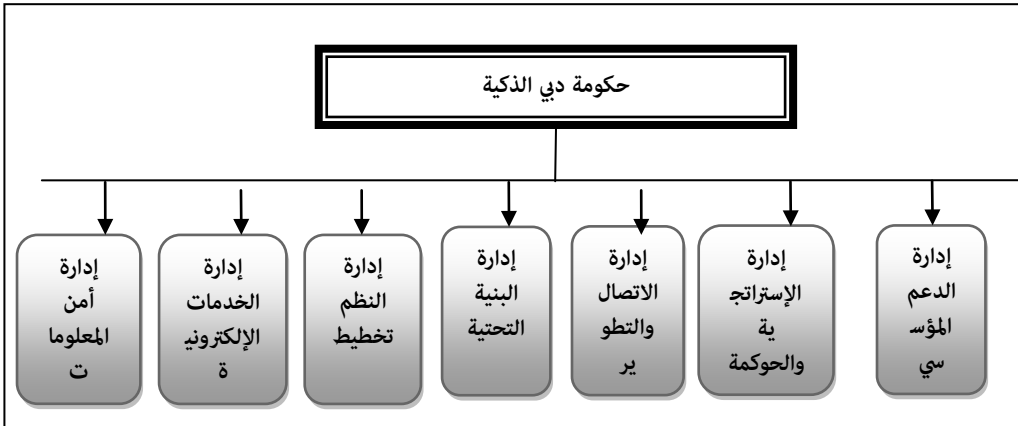 حكومة دبي الذكية
إدارة
الدعم
المؤس
سي
إدارة
الإستراتج
ية
والحوكمة
إدارة
الاتصال
والتطو
ير
إدارة
البنية
التحتية
إدارة
النظم
تخطيط
إدارة
الخدمات
الإلكتروني
ة
إدارة
أمن
المعلوما
ت